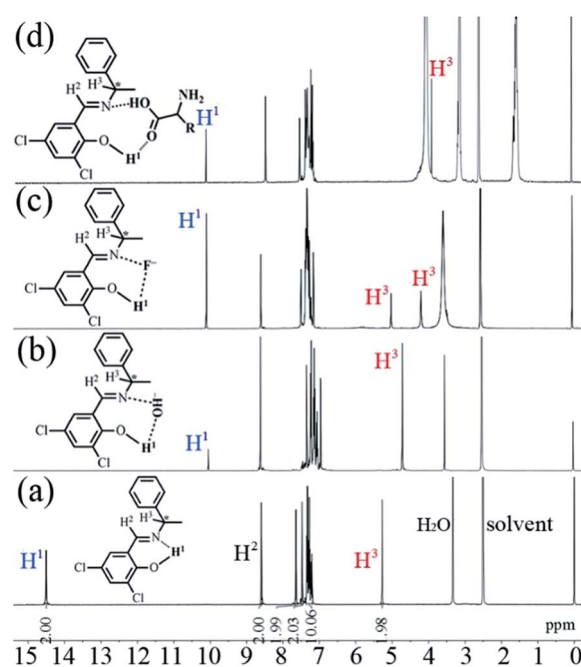 (d)
H³
H²
*
N
HO
NH₂
O
R
Cl
O
H¹
Cl
H¹
H³
(c)
H³
H²
*
N
F⁻
Cl
O
H¹
Cl
H¹
H³
H³
(b)
H³
H²
*
N
OH
Cl
O
H¹
Cl
H¹
H³
(a)
H³
H²
*
N
H¹
Cl
O
Cl
H¹
H²
H³
H₂O
solvent
2.00
2.00
1.99
2.03
10.06
1.98
ppm
15 14 13 12 11 10 9 8 7 6 5 4 3 2 1 0